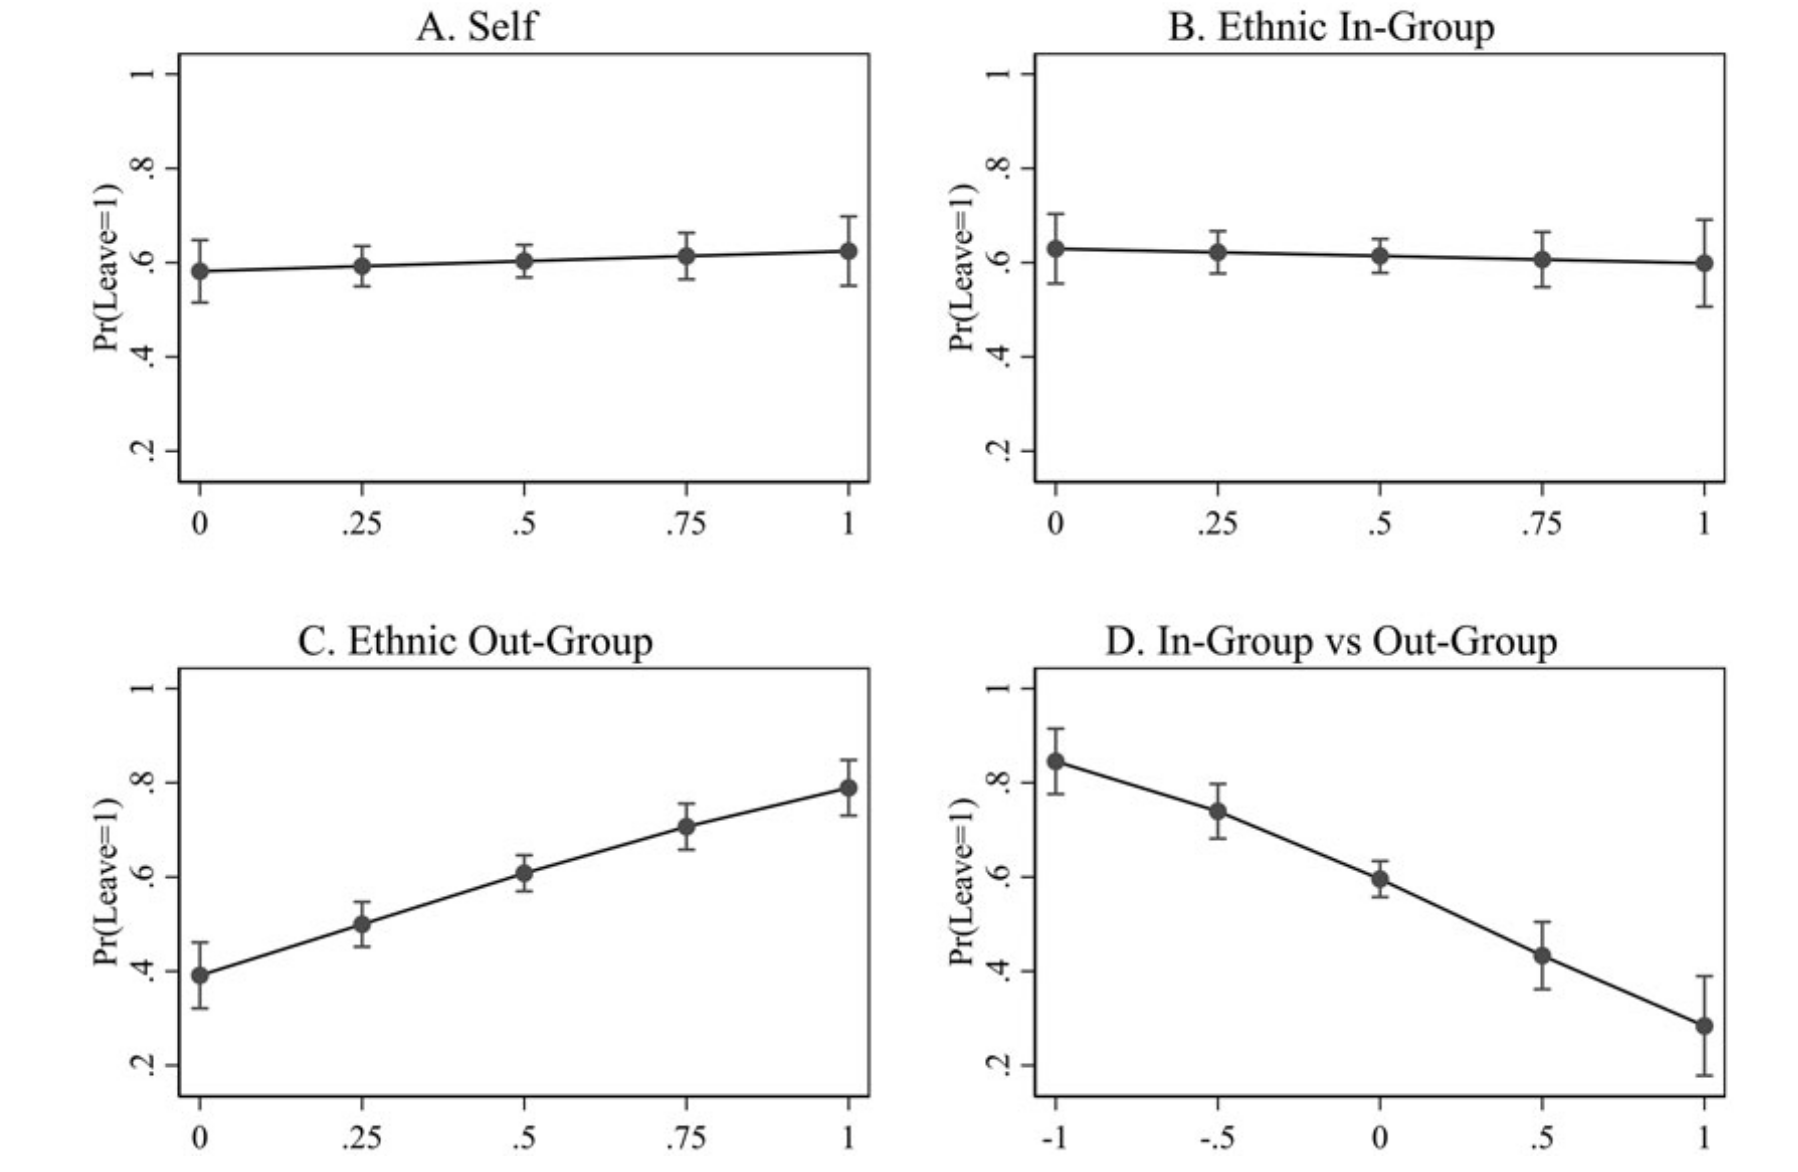 A. Self
Pr(Leave=1)
1
.8
.6
.4
.2
0 .25 .5 .75 1
B. Ethnic In-Group
Pr(Leave=1)
1
.8
.6
.4
.2
0 .25 .5 .75 1
C. Ethnic Out-Group
Pr(Leave=1)
1
.8
.6
.4
.2
0 .25 .5 .75 1
D. In-Group vs Out-Group
Pr(Leave=1)
1
.8
.6
.4
.2
-1 -.5 0 .5 1